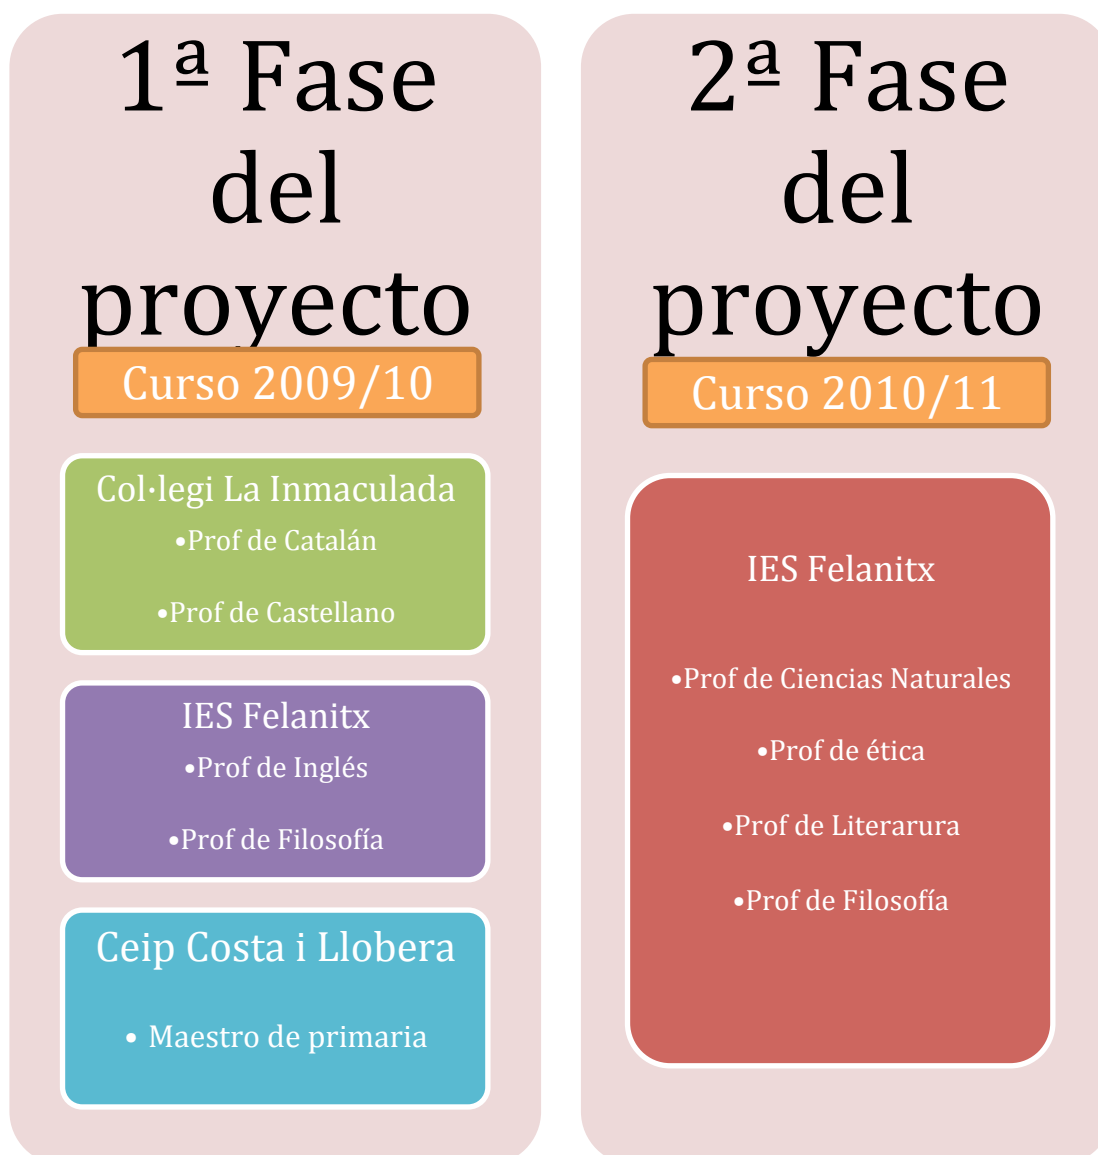 1ª Fase
del
proyecto
Curso 2009/10
Col·legi La Inmaculada
•Prof de Catalán
•Prof de Castellano
IES Felanitx
•Prof de Inglés
•Prof de Filosofía
Ceip Costa i Llobera
• Maestro de primaria
2ª Fase
del
proyecto
Curso 2010/11
IES Felanitx
•Prof de Ciencias Naturales
•Prof de ética
•Prof de Literarura
•Prof de Filosofía